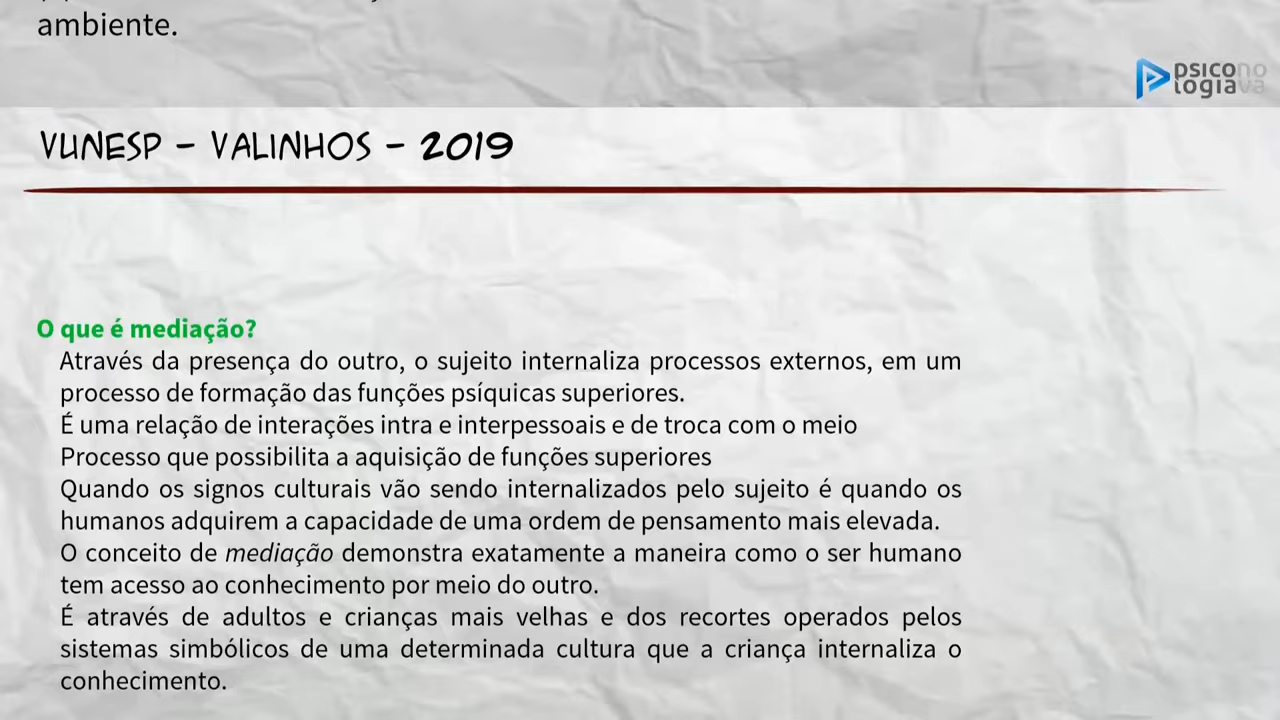 ambiente.
psicono
logiava
VUNESP – VALINHOS – 2019
O que é mediação?
Através da presença do outro, o sujeito internaliza processos externos, em um
processo de formação das funções psíquicas superiores.
É uma relação de interações intra e interpessoais e de troca com o meio
Processo que possibilita a aquisição de funções superiores
Quando os signos culturais vão sendo internalizados pelo sujeito é quando os
humanos adquirem a capacidade de uma ordem de pensamento mais elevada.
O conceito de mediação demonstra exatamente a maneira como o ser humano
tem acesso ao conhecimento por meio do outro.
É através de adultos e crianças mais velhas e dos recortes operados pelos
sistemas simbólicos de uma determinada cultura que a criança internaliza o
conhecimento.